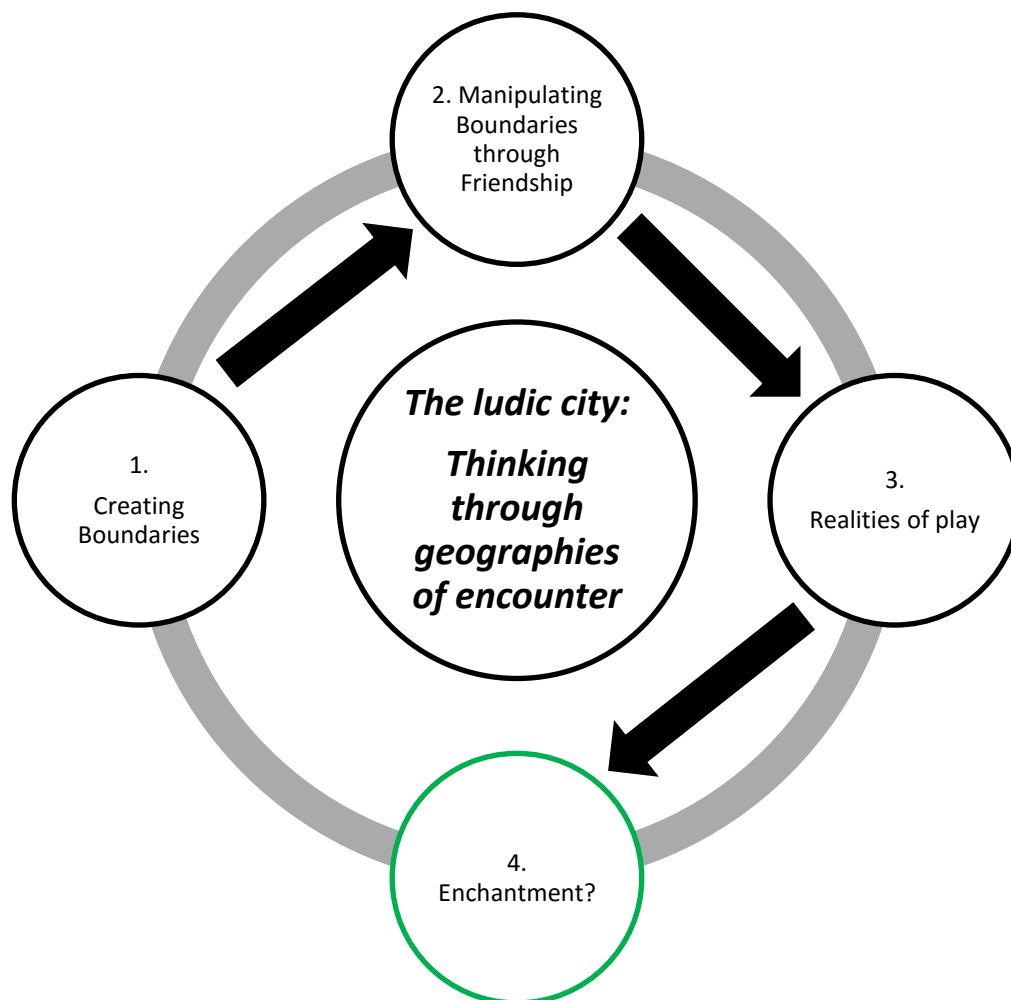 2. Manipulating
Boundaries
through
Friendship
The ludic city:
Thinking
through
geographies
of encounter
1.
Creating
Boundaries
3.
Realities of play
4.
Enchantment?